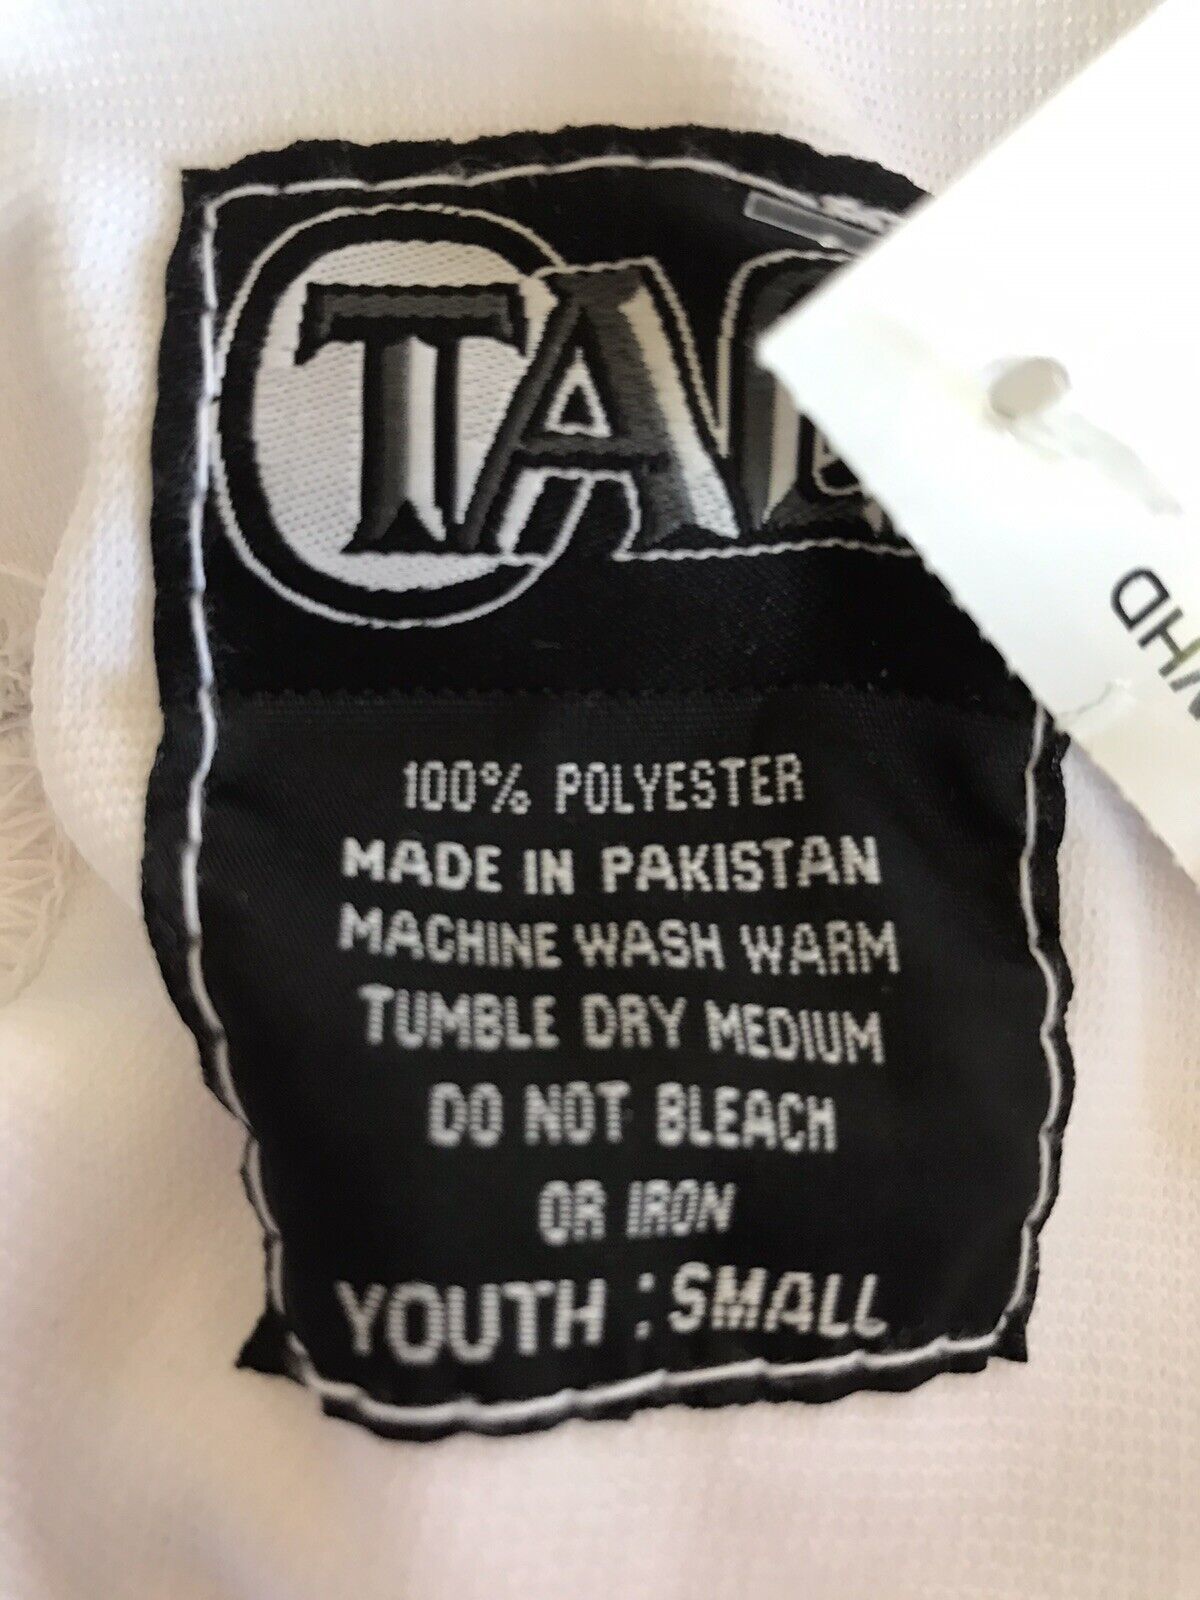 100% POLYESTER
MADE IN PAKISTAN
MACHINE WASH WARM
TUMBLE DRY MEDIUM
DO NOT BLEACH
OR IRON
YOUTH : SMALL